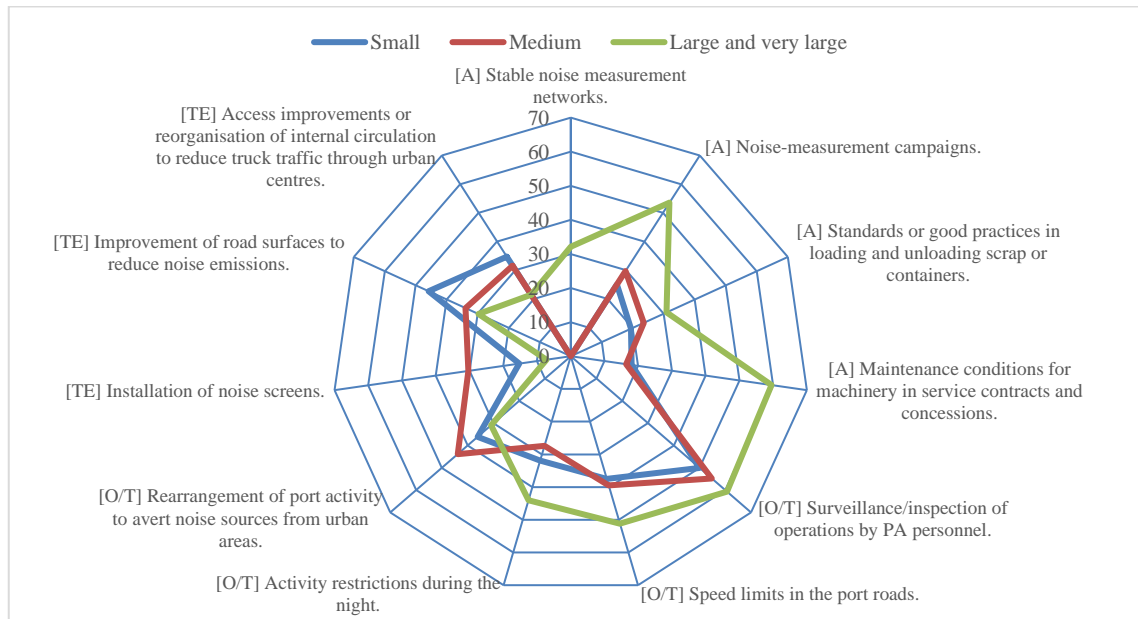 Small
Medium
Large and very large
[A] Stable noise measurement
networks.
[A] Noise-measurement campaigns.
[A] Standards or good practices in
loading and unloading scrap or
containers.
[A] Maintenance conditions for
machinery in service contracts and
concessions.
[O/T] Surveillance/inspection of
operations by PA personnel.
[O/T] Speed limits in the port roads.
[O/T] Activity restrictions during the
night.
[O/T] Rearrangement of port activity
to avert noise sources from urban
areas.
[TE] Installation of noise screens.
[TE] Improvement of road surfaces to
reduce noise emissions.
[TE] Access improvements or
reorganisation of internal circulation
to reduce truck traffic through urban
centres.
70
60
50
40
30
20
10
0